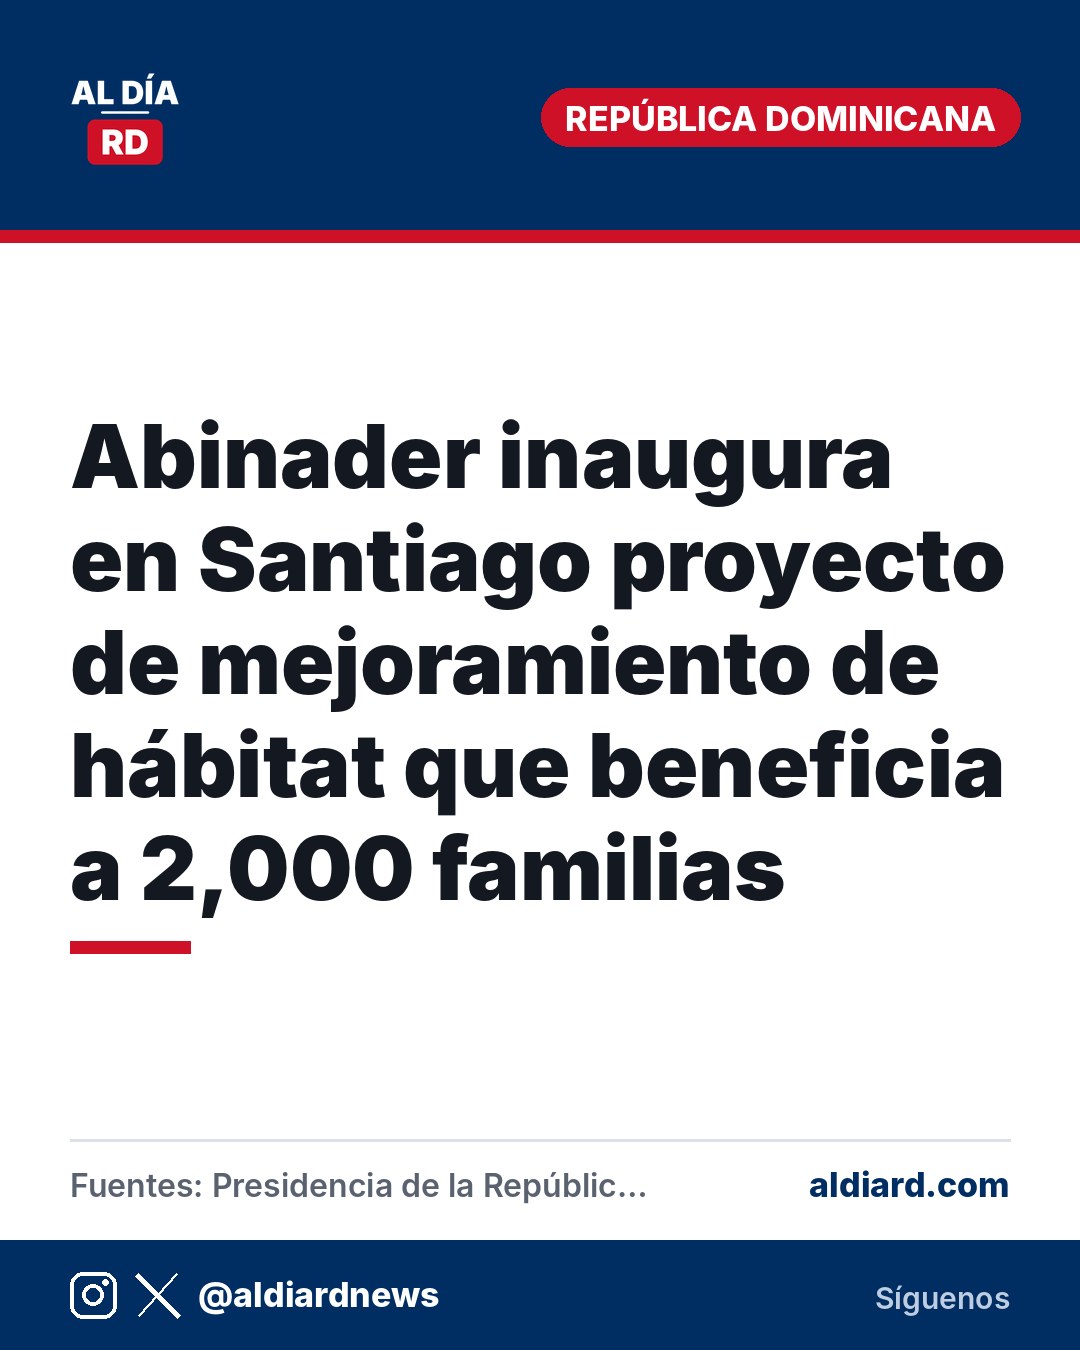 AL DÍA
RD
REPÚBLICA DOMINICANA
Abinader inaugura
en Santiago proyecto
de mejoramiento de
hábitat que beneficia
a 2,000 familias
Fuentes: Presidencia de la Repúblic...
aldiard.com
@aldiardnews
Síguenos